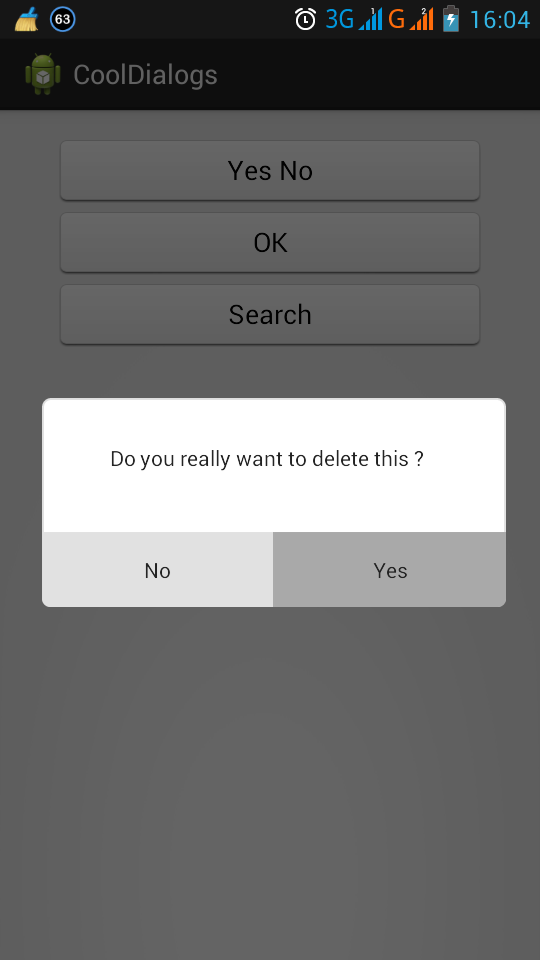 63 3G 1 G 2 16:04
CoolDialogs
Yes No
OK
Search
Do you really want to delete this ?
No Yes